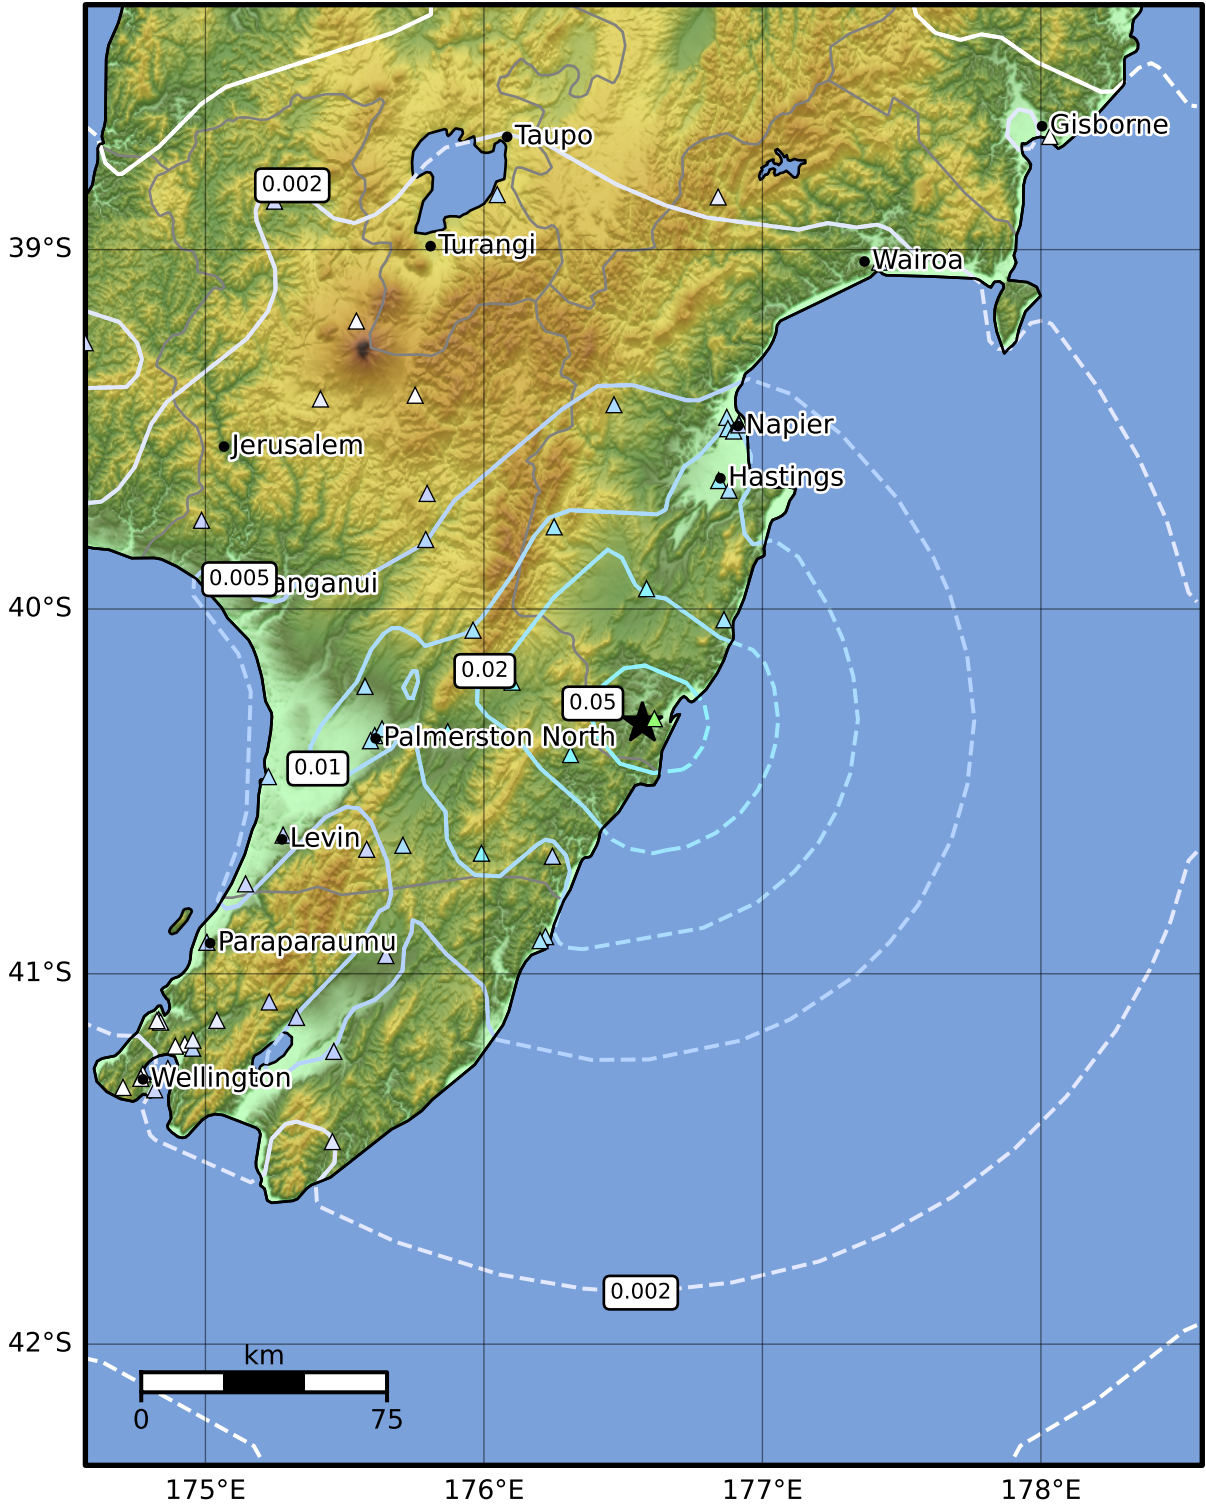 Gisborne
Taupo
0.002
39°S
Turangi
Wairoa
Napier
Jerusalem
Hastings
0.005
anganui
40°S
0.02
0.05
Palmerston North
0.01
Levin
Paraparaumu
41°S
Wellington
0.002
42°S
km
0 75
175°E 176°E 177°E 178°E